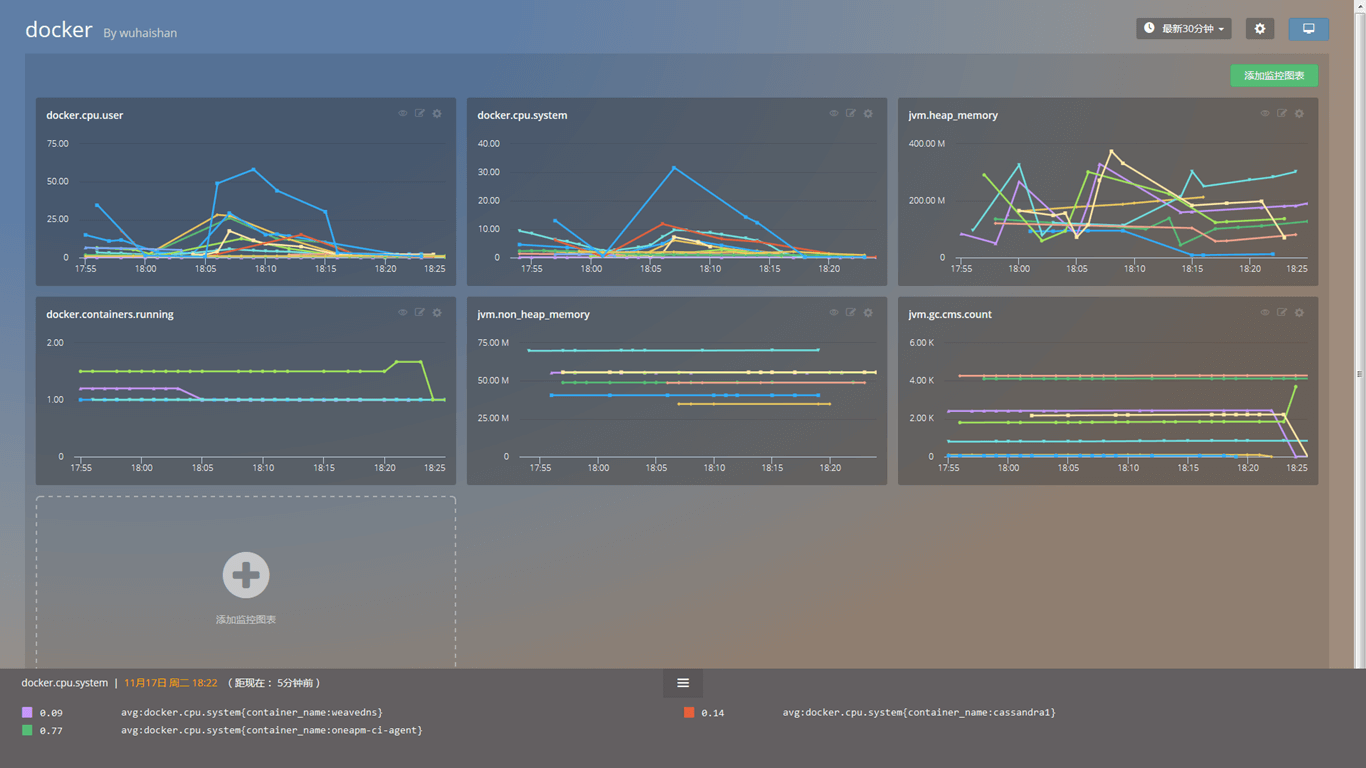 docker By wuhaishan
最新30分钟
添加监控图表
docker.cpu.user
75.00
50.00
25.00
0
17:55 18:00 18:05 18:10 18:15 18:20 18:25
docker.cpu.system
40.00
30.00
20.00
10.00
0
17:55 18:00 18:05 18:10 18:15 18:20
jvm.heap_memory
400.00 M
200.00 M
0
17:55 18:00 18:05 18:10 18:15 18:20 18:25
docker.containers.running
2.00
1.00
0
17:55 18:00 18:05 18:10 18:15 18:20 18:25
jvm.non_heap_memory
75.00 M
50.00 M
25.00 M
0
17:55 18:00 18:05 18:10 18:15 18:20
jvm.gc.cms.count
6.00 K
4.00 K
2.00 K
0
17:55 18:00 18:05 18:10 18:15 18:20 18:25
添加监控图表
docker.cpu.system | 11月17日 周二 18:22 （距现在： 5分钟前）
0.09 avg:docker.cpu.system{container_name:weavedns}
0.14 avg:docker.cpu.system{container_name:cassandra1}
0.77 avg:docker.cpu.system{container_name:oneapm-ci-agent}